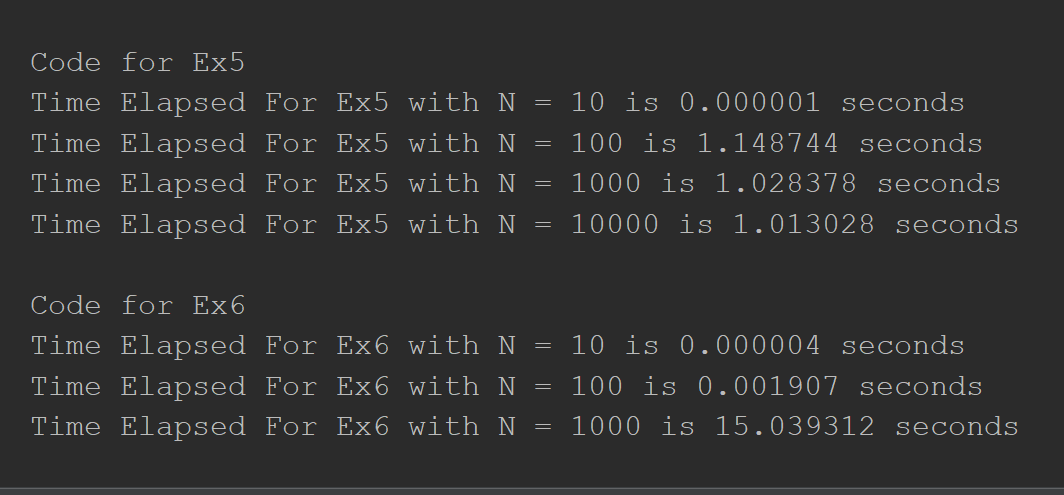 Code for Ex5
Time Elapsed For Ex5 with N = 10 is 0.000001 seconds
Time Elapsed For Ex5 with N = 100 is 1.148744 seconds
Time Elapsed For Ex5 with N = 1000 is 1.028378 seconds
Time Elapsed For Ex5 with N = 10000 is 1.013028 seconds
Code for Ex6
Time Elapsed For Ex6 with N = 10 is 0.000004 seconds
Time Elapsed For Ex6 with N = 100 is 0.001907 seconds
Time Elapsed For Ex6 with N = 1000 is 15.039312 seconds